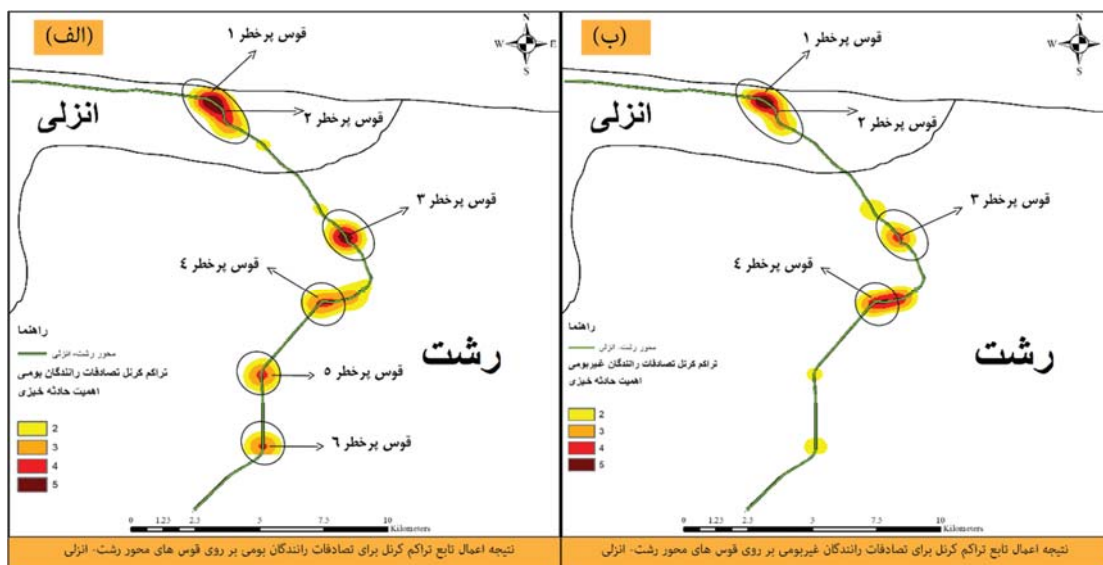 (الف)
قوس پرخطر ۱
قوس پرخطر ۲
انزلی
قوس پرخطر ۳
قوس پرخطر ٤
رشت
قوس پرخطر ٥
قوس پرخطر ٦
N
W
E
S
راهنما
محور رشت- انزلی
تراکم کرنل تصادفات رانندگان بومی
اهمیت حادثه خیزی
2
3
4
5
0 1.25 2.5 5 7.5 10
Kilometers
نتیجه اعمال تابع تراکم کرنل برای تصادفات رانندگان بومی بر روی قوس های محور رشت- انزلی
(ب)
قوس پرخطر ۱
قوس پرخطر ۲
انزلی
قوس پرخطر ۳
قوس پرخطر ٤
رشت
N
W
E
S
راهنما
محور رشت- انزلی
تراکم کرنل تصادفات رانندگان غیربومی
اهمیت حادثه خیزی
2
3
4
5
0 1.25 2.5 5 7.5 10
Kilometers
نتیجه اعمال تابع تراکم کرنل برای تصادفات رانندگان غیربومی بر روی قوس های محور رشت- انزلی